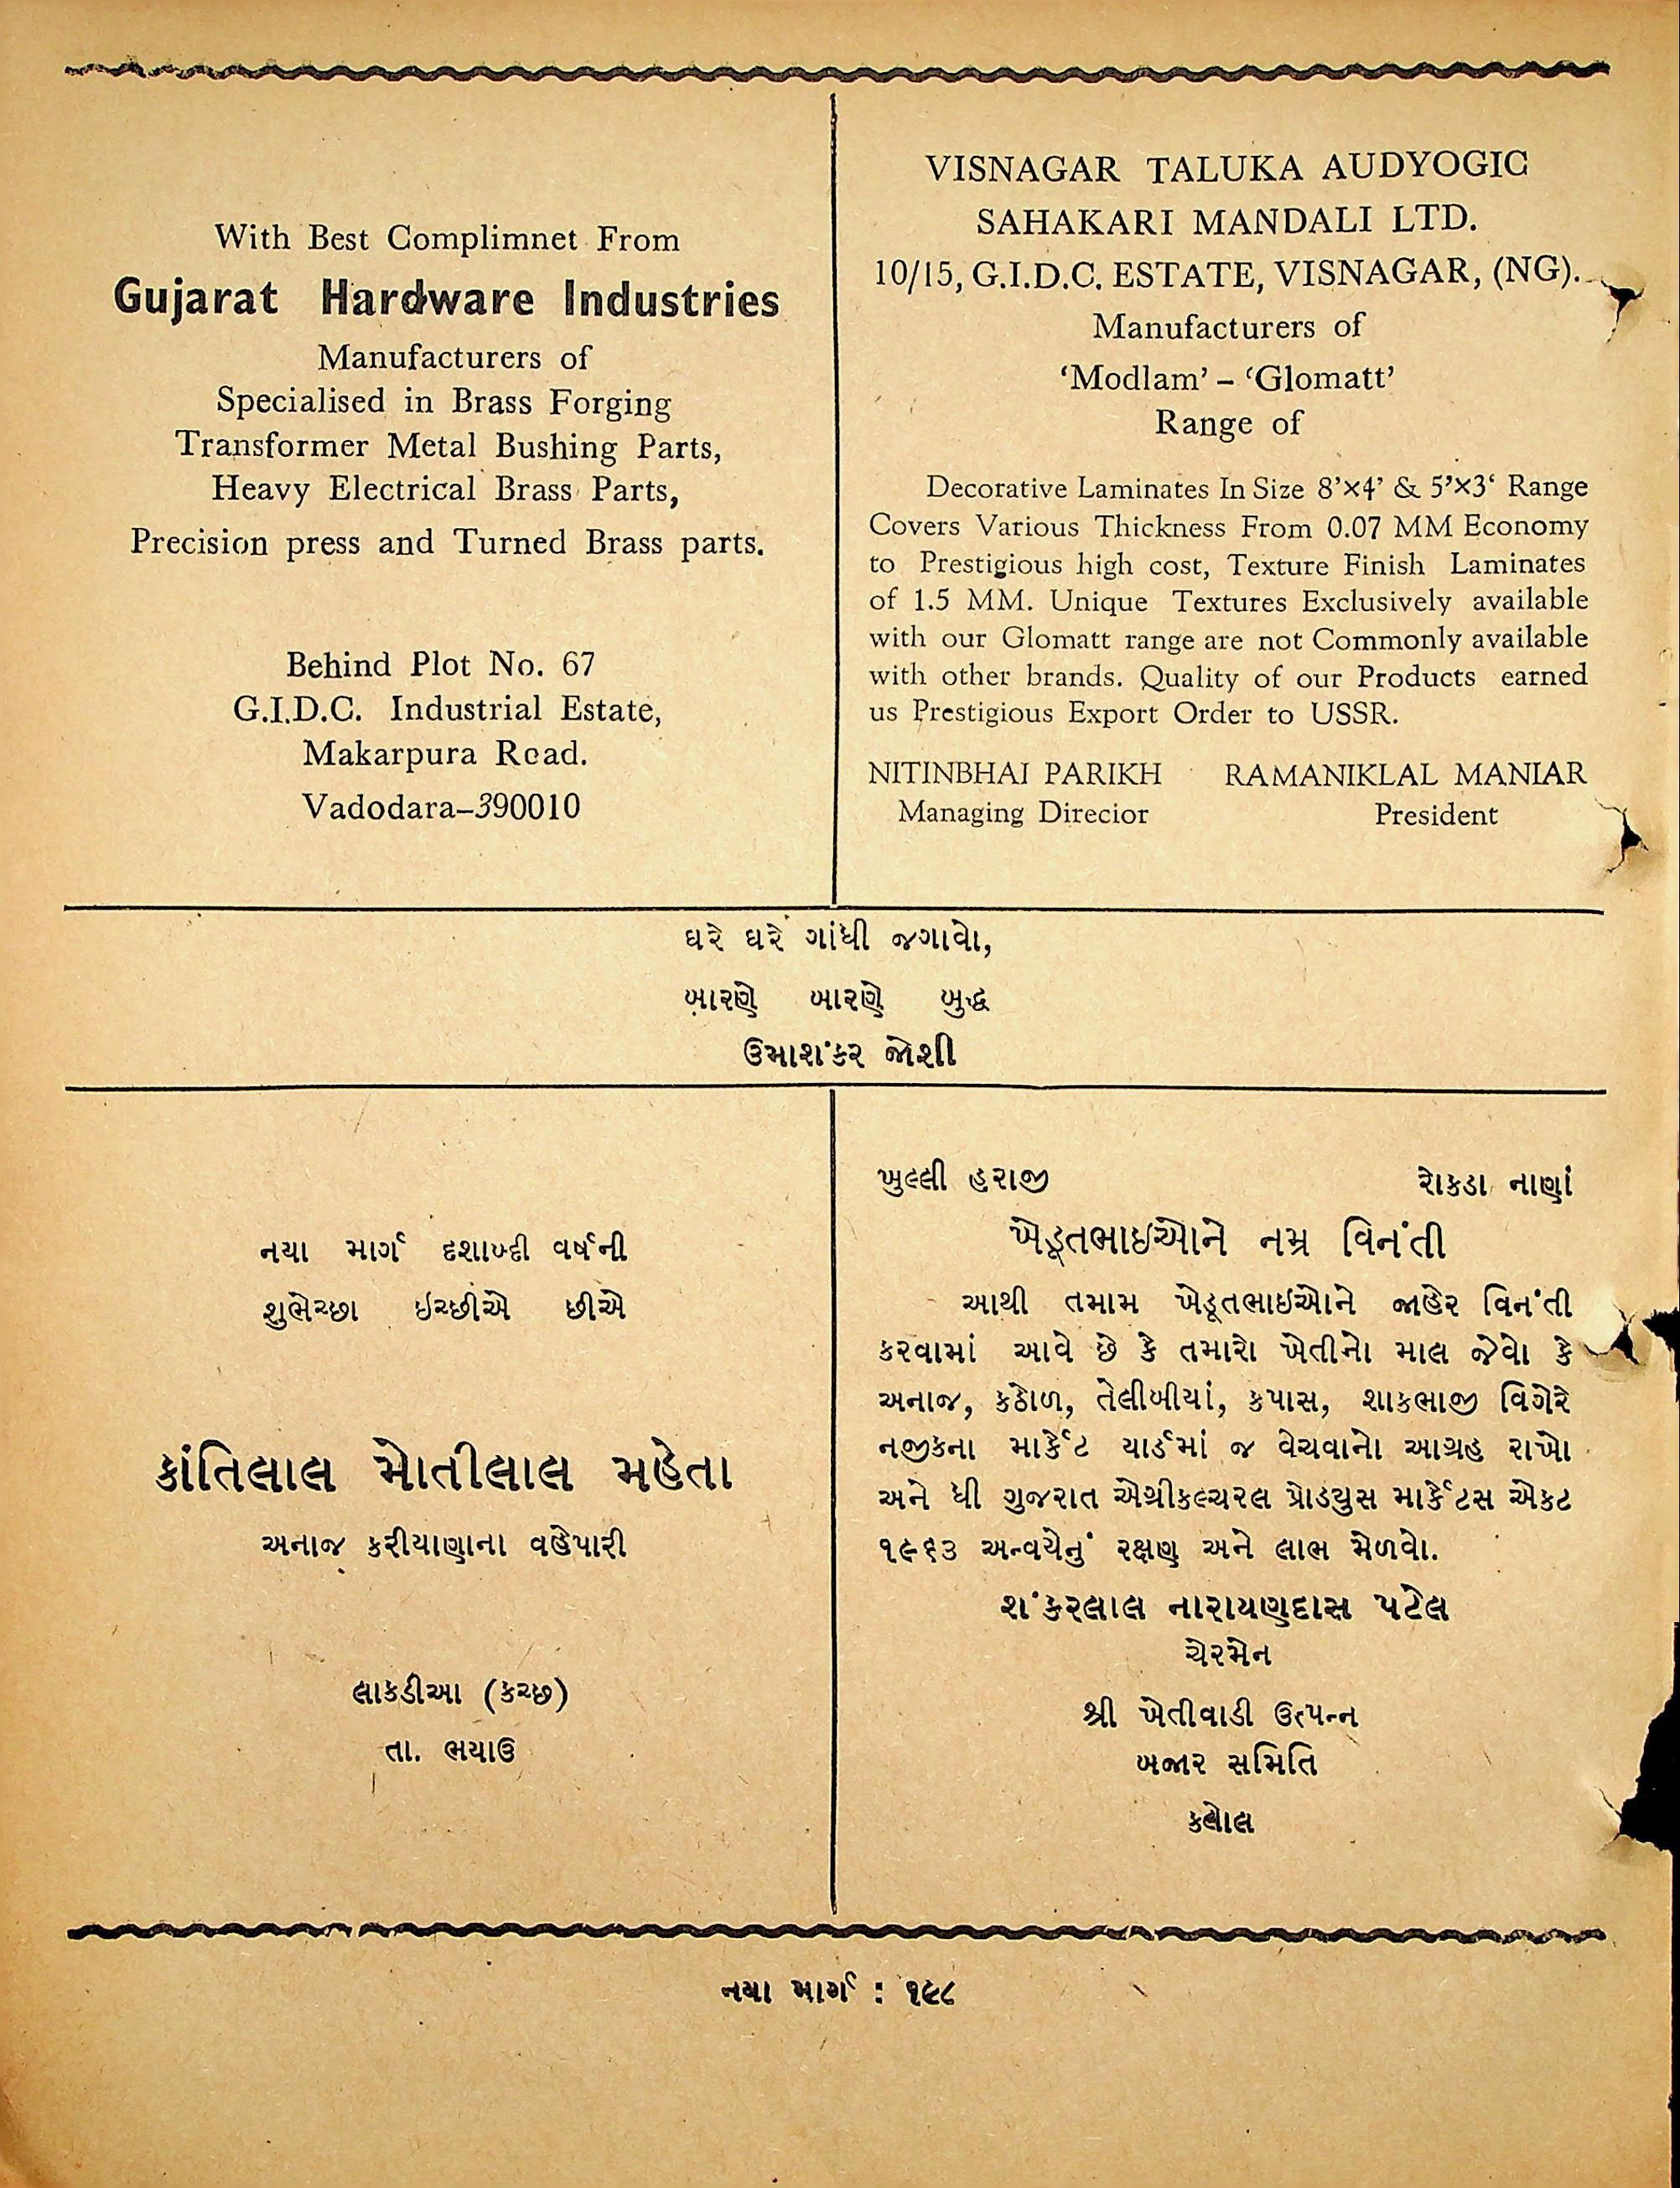 With Best Complimnet From
Gujarat Hardware Industries
Manufacturers of
Specialised in Brass Forging
Transformer Metal Bushing Parts,
Heavy Electrical Brass Parts,
Precision press and Turned Brass parts.
Behind Plot No. 67
G.I.D.C. Industrial Estate,
Makarpura Road.
Vadodara–390010
VISNAGAR TALUKA AUDYOGIC
SAHAKARI MANDALI LTD.
10/15, G.I.D.C. ESTATE, VISNAGAR, (NG).
Manufacturers of
‘Modlam’ – ‘Glomatt’
Range of
Decorative Laminates In Size 8’×4’ & 5’×3‘ Range
Covers Various Thickness From 0.07 MM Economy
to Prestigious high cost, Texture Finish Laminates
of 1.5 MM. Unique Textures Exclusively available
with our Glomatt range are not Commonly available
with other brands. Quality of our Products earned
us Prestigious Export Order to USSR.
NITINBHAI PARIKH RAMANIKLAL MANIAR
Managing Direcior President
ઘરે ઘરે ગાંધી જગાવો,
બારણે બારણે બુદ્ધ
ઉમાશંકર જોશી
નયા માર્ગ દશાબ્દી વર્ષની
શુભેચ્છા ઇચ્છીએ છીએ
કાંતિલાલ મોતીલાલ મહેતા
અનાજ કરીયાણાના વહેપારી
લાકડીઆ (કચ્છ)
તા. ભચાઉ
ખુલ્લી હરાજી રોકડા નાણાં
ખેડૂતભાઇઓને નમ્ર વિનંતી
આથી તમામ ખેડૂતભાઇઓને જાહેર વિનંતી
કરવામાં આવે છે કે તમારો ખેતીનો માલ જેવો કે
અનાજ, કઠોળ, તેલીબીયાં, કપાસ, શાકભાજી વિગેરે
નજીકના માર્કેટ યાર્ડમાં જ વેચવાનો આગ્રહ રાખો
અને ધી ગુજરાત એગ્રીકલ્ચરલ પ્રોડયુસ માર્કેટસ એકટ
૧૯૬૩ અન્વયેનું રક્ષણ અને લાભ મેળવો.
શંકરલાલ નારાયણદાસ પટેલ
ચેરમેન
શ્રી ખેતીવાડી ઉત્પન્ન
બજાર સમિતિ
કલોલ
નયા માર્ગ : ૧૯૮